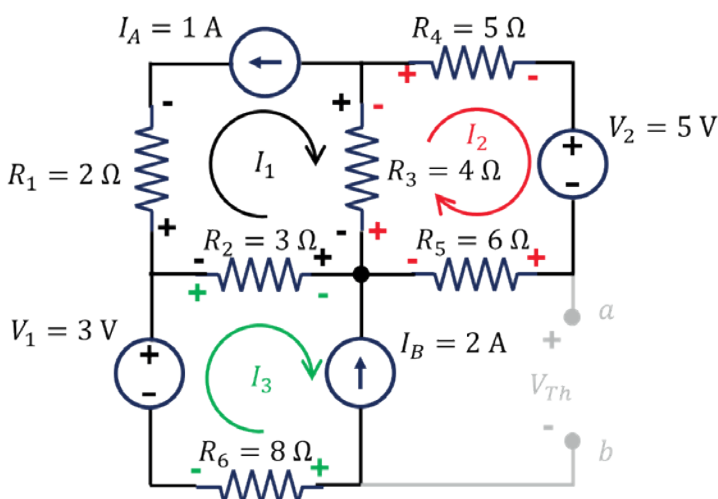 I_A = 1 A
R_4 = 5 Ω
+ -
- + -
I_1
I_2
V_2 = 5 V
+
-
R_1 = 2 Ω
R_3 = 4 Ω
+ - +
R_2 = 3 Ω
R_5 = 6 Ω
- + - +
+ -
a
V_1 = 3 V
+
-
I_B = 2 A
+
V_Th
-
I_3
R_6 = 8 Ω
- +
b